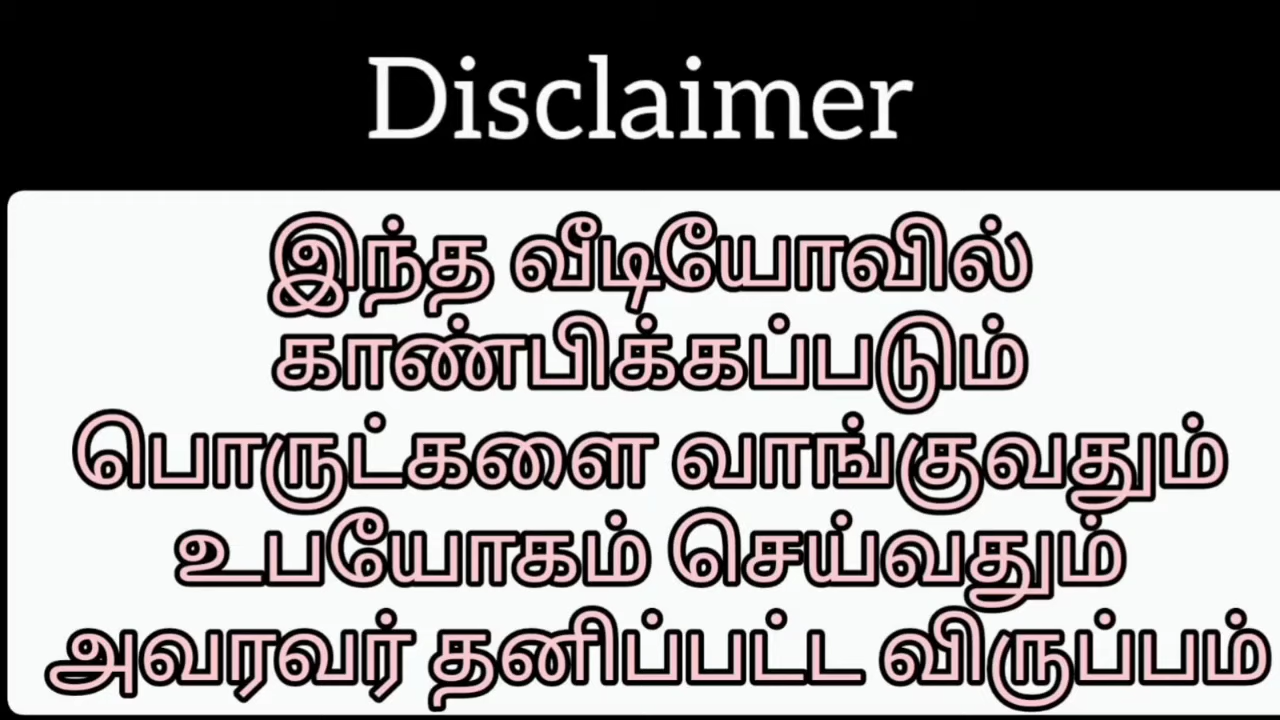 Disclaimer
இந்த வீடியோவில்
காண்பிக்கப்படும்
பொருட்களை வாங்குவதும்
உபயோகம் செய்வதும்
அவரவர் தனிப்பட்ட விருப்பம்